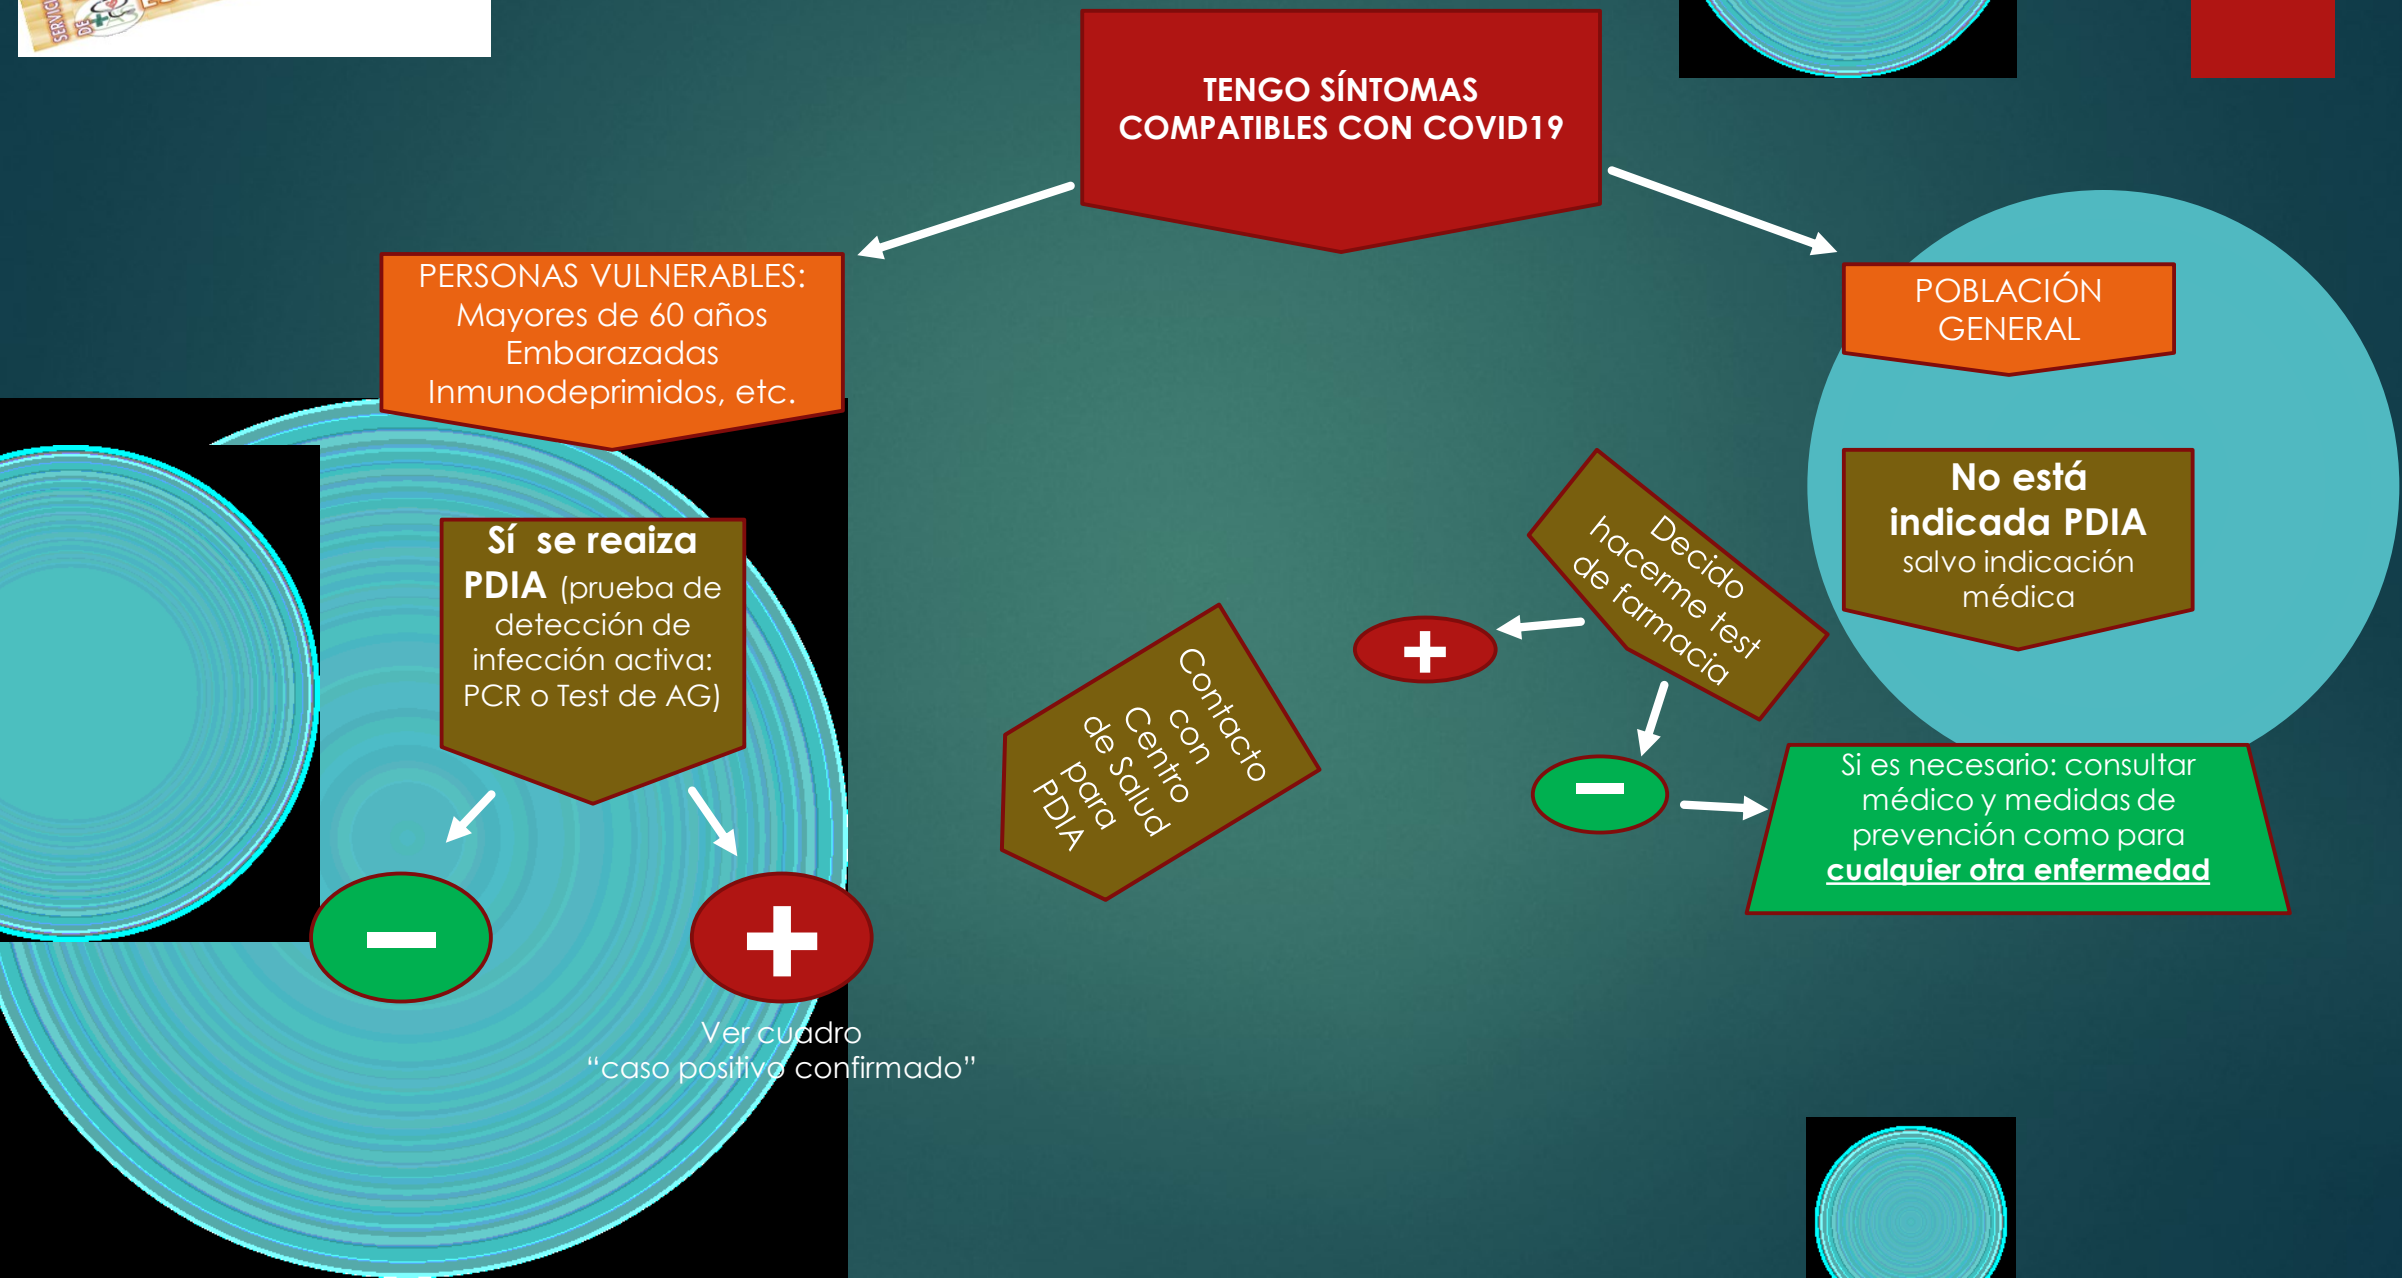 SERVICI
DE
TENGO SÍNTOMAS
COMPATIBLES CON COVID19
PERSONAS VULNERABLES:
Mayores de 60 años
Embarazadas
Inmunodeprimidos, etc.
POBLACIÓN
GENERAL
Sí se reaiza
PDIA (prueba de
detección de
infección activa:
PCR o Test de AG)
No está
indicada PDIA
salvo indicación
médica
Decido
hacerme test
de farmacia
+
Contacto
con
Centro
de Salud
para
PDIA
–
Si es necesario: consultar
médico y medidas de
prevención como para
cualquier otra enfermedad
–
+
Ver cuadro
“caso positivo confirmado”